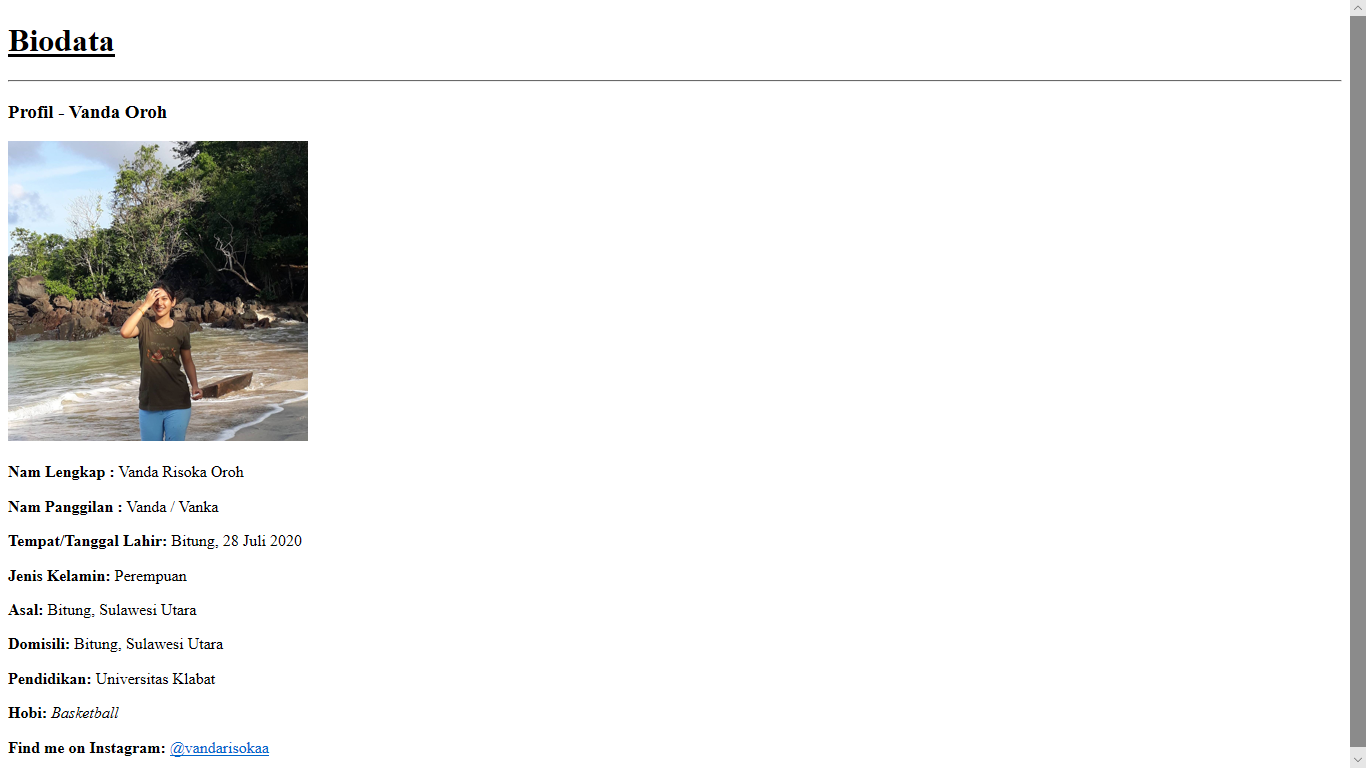 Biodata
Profil - Vanda Oroh
Nam Lengkap : Vanda Risoka Oroh
Nam Panggilan : Vanda / Vanka
Tempat/Tanggal Lahir: Bitung, 28 Juli 2020
Jenis Kelamin: Perempuan
Asal: Bitung, Sulawesi Utara
Domisili: Bitung, Sulawesi Utara
Pendidikan: Universitas Klabat
Hobi: Basketball
Find me on Instagram: @vandarisokaa